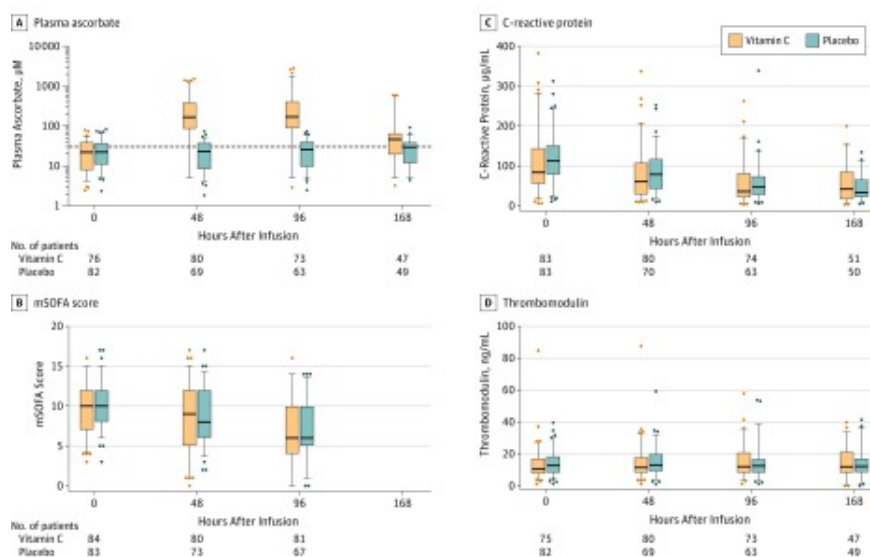 A Plasma ascorbate
10 000
1000
100
10
1
Plasma Ascorbate, µM
0 48 96 168
Hours After Infusion
No. of patients
Vitamin C 76 80 73 47
Placebo 82 69 63 49
C C-reactive protein
Vitamin C Placebo
400
300
200
100
0
C-Reactive Protein, µg/mL
0 48 96 168
Hours After Infusion
83 80 74 51
83 70 63 50
B mSOFA score
20
15
10
5
0
mSOFA Score
0 48 96 168
Hours After Infusion
No. of patients
Vitamin C 84 80 81
Placebo 83 73 67
D Thrombomodulin
100
80
60
40
20
0
Thrombomodulin, ng/mL
0 48 96 168
Hours After Infusion
75 80 73 47
82 69 63 49